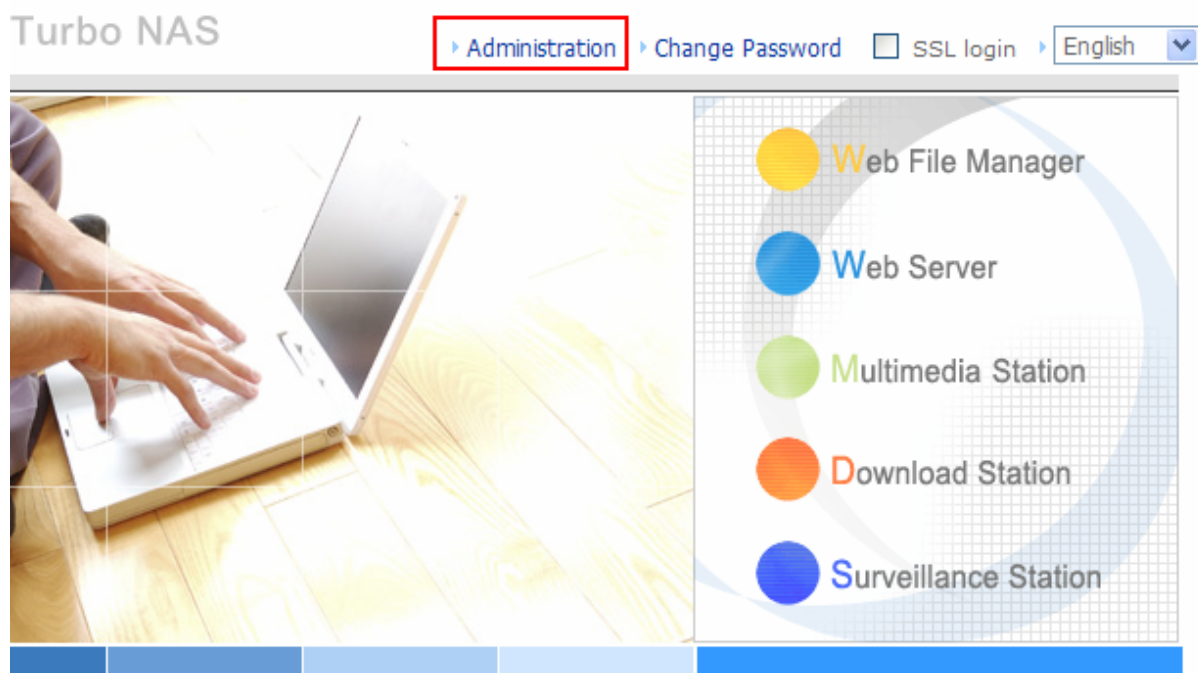 Turbo NAS
Administration Change Password SSL login English
Web File Manager
Web Server
Multimedia Station
Download Station
Surveillance Station